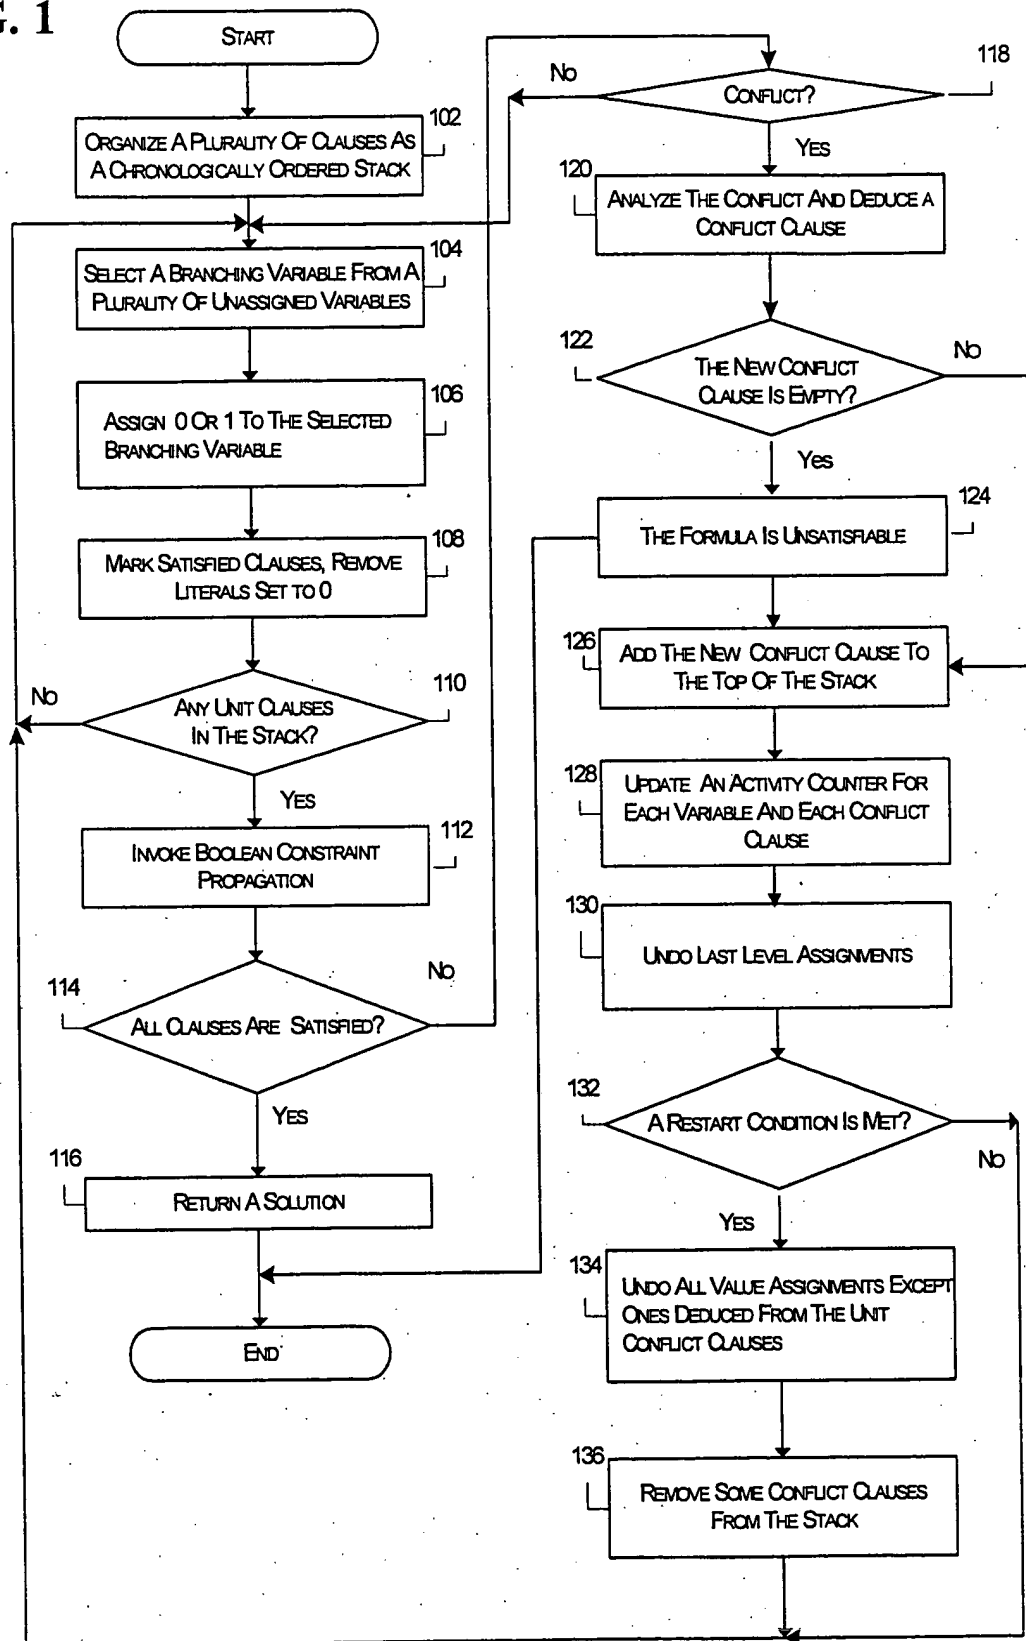 G. 1
START
102
ORGANIZE A PLURALITY OF CLAUSES AS
A CHRONOLOGICALLY ORDERED STACK
104
SELECT A BRANCHING VARIABLE FROM A
PLURALITY OF UNASSIGNED VARIABLES
106
ASSIGN 0 OR 1 TO THE SELECTED
BRANCHING VARIABLE
108
MARK SATISFIED CLAUSES, REMOVE
LITERALS SET TO 0
No
110
ANY UNIT CLAUSES
IN THE STACK?
YES
112
INVOKE BOOLEAN CONSTRAINT
PROPAGATION
No
114
ALL CLAUSES ARE SATISFIED?
YES
116
RETURN A SOLUTION
END
No
118
CONFLICT?
YES
120
ANALYZE THE CONFLICT AND DEDUCE A
CONFLICT CLAUSE
122
No
THE NEW CONFLICT
CLAUSE IS EMPTY?
Yes
124
THE FORMULA IS UNSATISFIABLE
126
ADD THE NEW CONFLICT CLAUSE TO
THE TOP OF THE STACK
128
UPDATE AN ACTIVITY COUNTER FOR
EACH VARIABLE AND EACH CONFLICT
CLAUSE
130
UNDO LAST LEVEL ASSIGNMENTS
132
A RESTART CONDITION IS MET?
No
YES
134
UNDO ALL VALUE ASSIGNMENTS EXCEPT
ONES DEDUCED FROM THE UNIT
CONFLICT CLAUSES
136
REMOVE SOME CONFLICT CLAUSES
FROM THE STACK